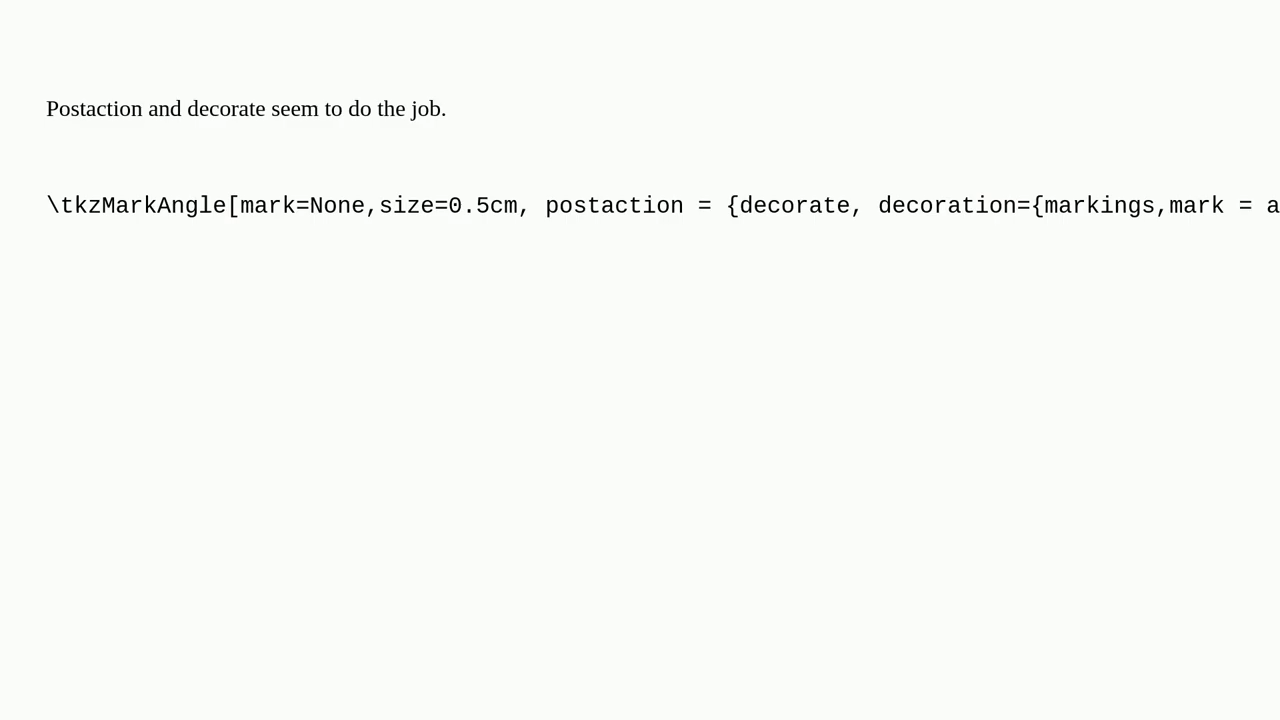 Postaction and decorate seem to do the job.
\tkzMarkAngle[mark=None,size=0.5cm, postaction = {decorate, decoration={markings,mark = a